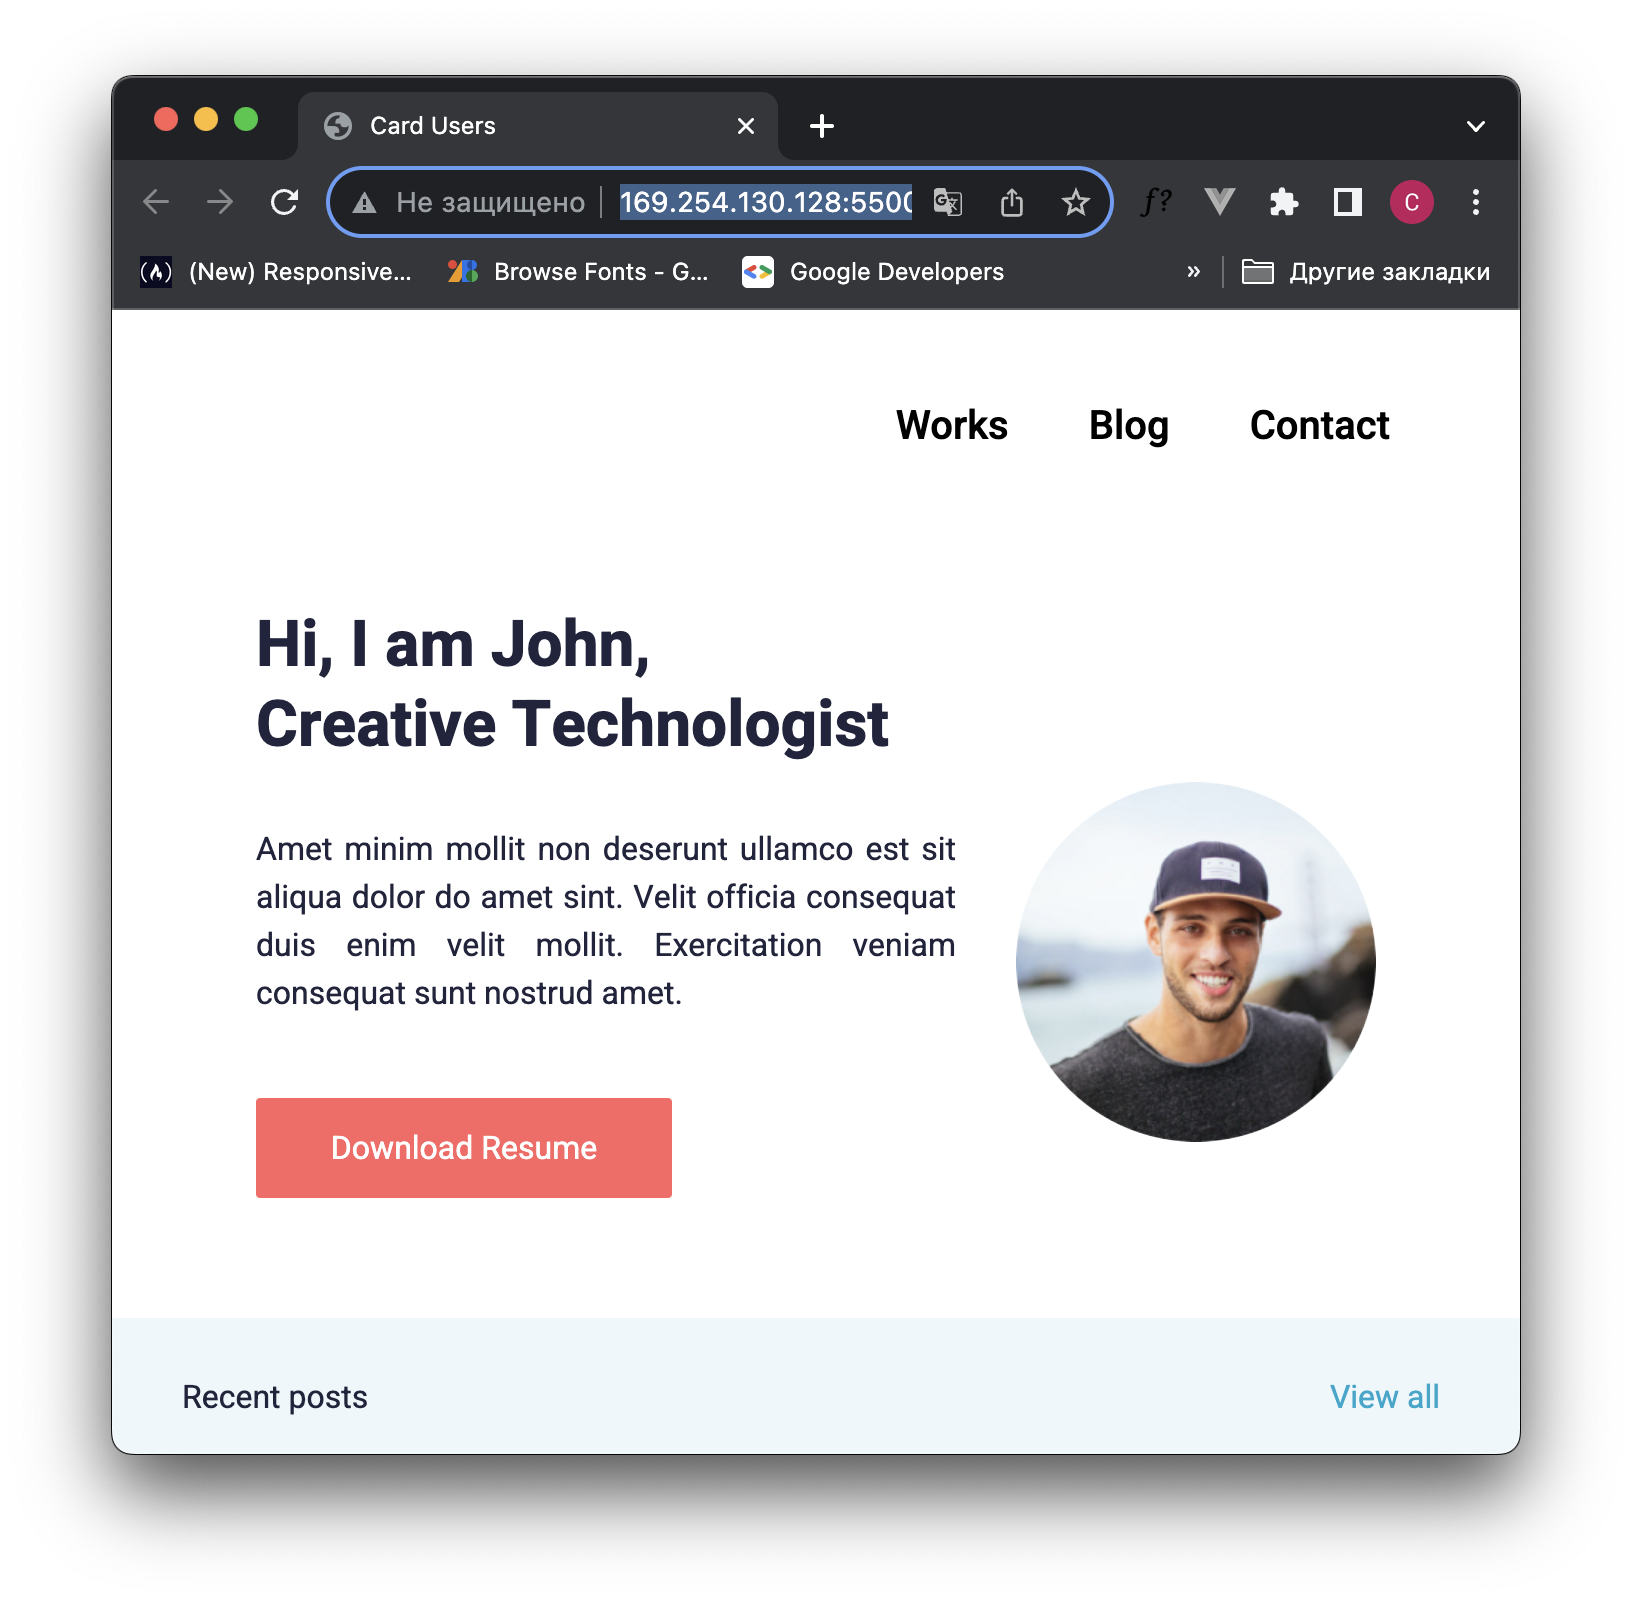 Card Users
Не защищено 169.254.130.128:5500
f?
C
(New) Responsive...
Browse Fonts - G...
Google Developers
»
Другие закладки
Works Blog Contact
Hi, I am John,
Creative Technologist
Amet minim mollit non deserunt ullamco est sit
aliqua dolor do amet sint. Velit officia consequat
duis enim velit mollit. Exercitation veniam
consequat sunt nostrud amet.
Download Resume
Recent posts
View all